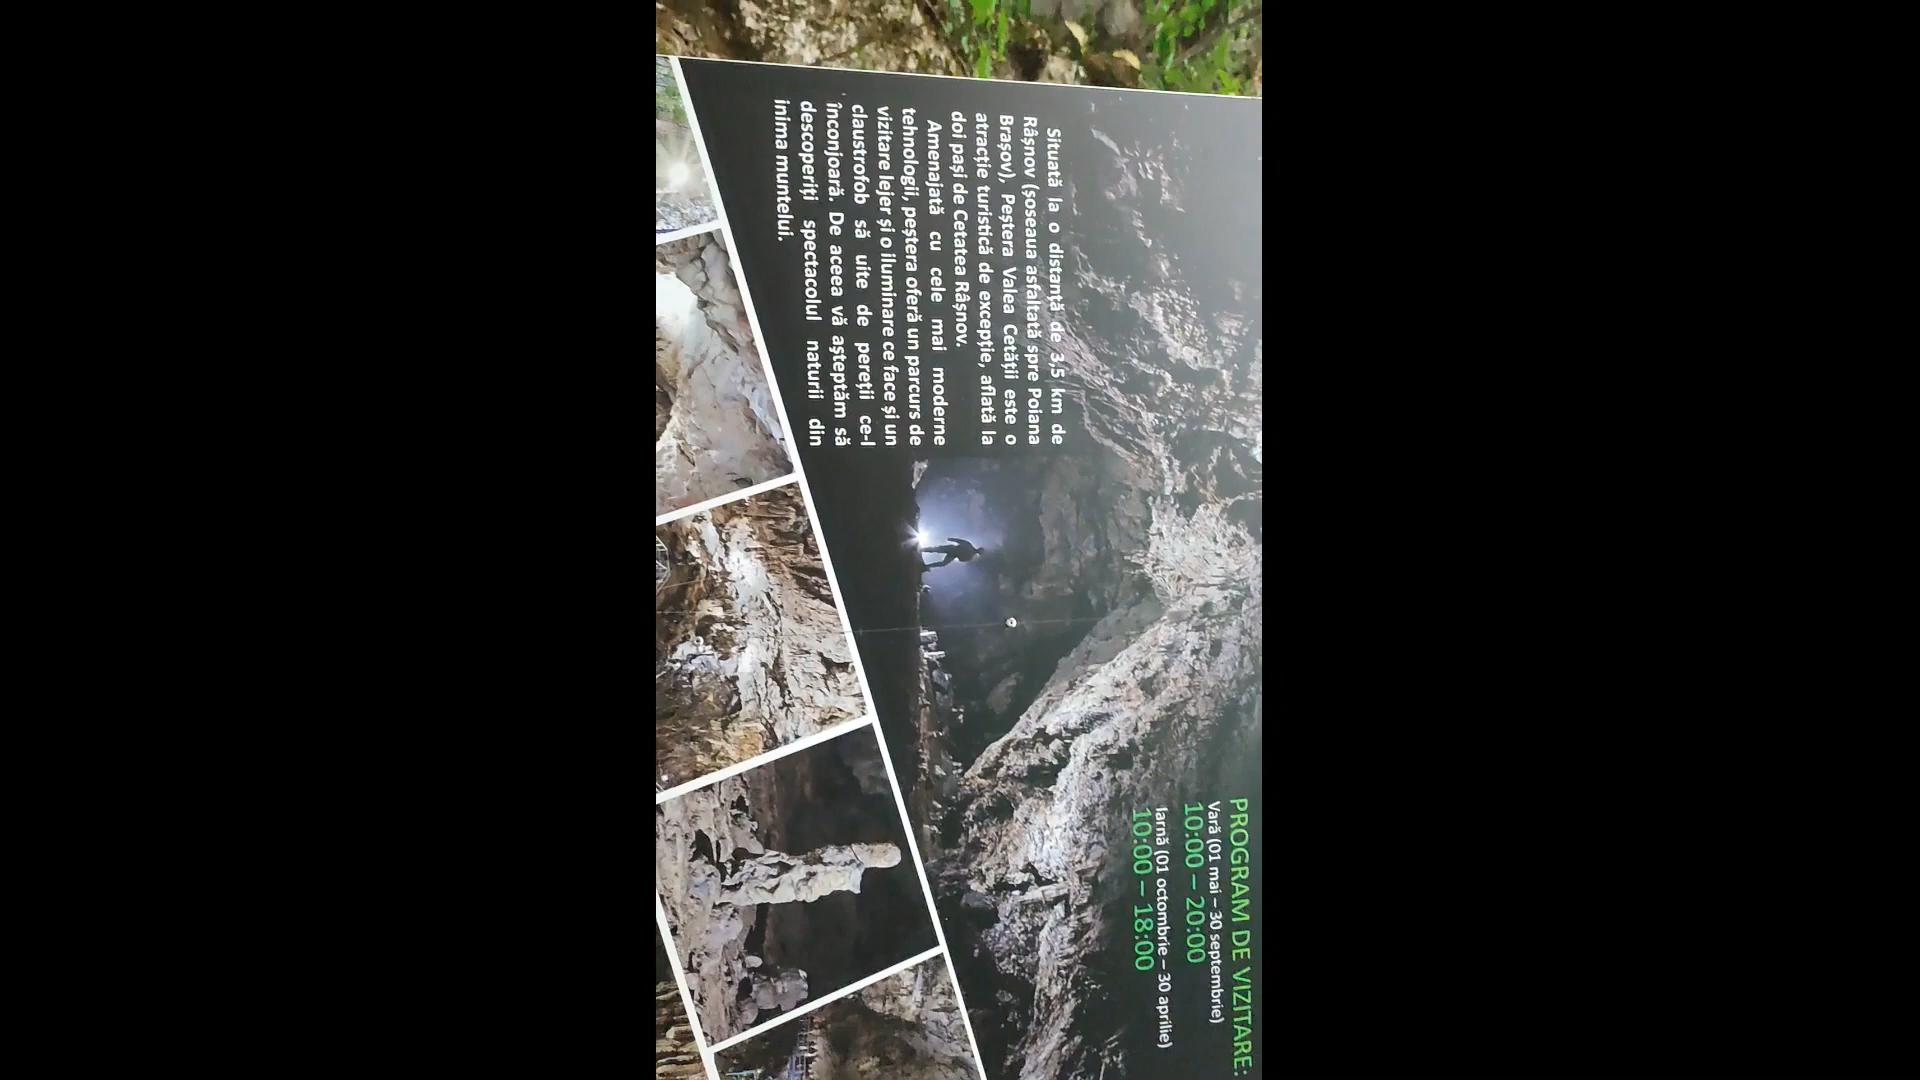 Situată la o distanță de 3,5 km de
Râșnov (șoseaua asfaltată spre Poiana
Brașov), Peștera Valea Cetății este o
atracție turistică de excepție, aflată la
doi pași de Cetatea Râșnov.
Amenajată cu cele mai moderne
tehnologii, peștera oferă un parcurs de
vizitare lejer și o iluminare ce face și un
claustrofob să uite de pereții ce-l
înconjoară. De aceea vă așteptăm să
descoperiți spectacolul naturii din
inima muntelui.
PROGRAM DE VIZITARE:
Vară (01 mai – 30 septembrie)
10:00 – 20:00
Iarnă (01 octombrie – 30 aprilie)
10:00 – 18:00